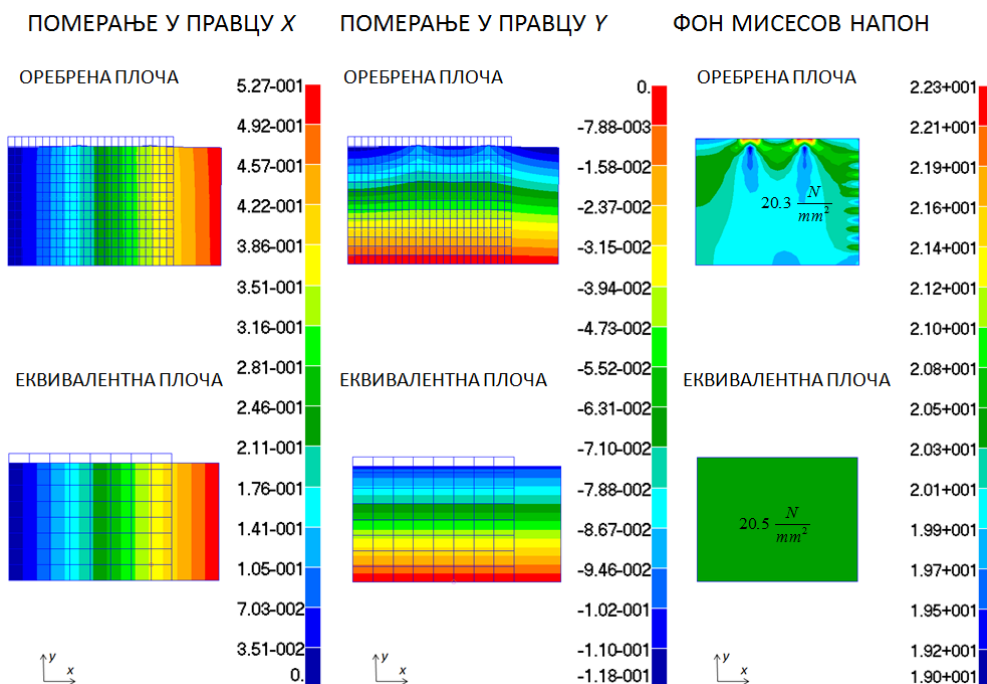 ПОМЕРАЊЕ У ПРАВЦУ X
ПОМЕРАЊЕ У ПРАВЦУ Y
ФОН МИСЕСОВ НАПОН
ОРЕБРЕНА ПЛОЧА
5.27-001
4.92-001
4.57-001
4.22-001
3.86-001
3.51-001
3.16-001
2.81-001
2.46-001
2.11-001
1.76-001
1.41-001
1.05-001
7.03-002
3.51-002
0.
ЕКВИВАЛЕНТНА ПЛОЧА
y
x
ОРЕБРЕНА ПЛОЧА
0.
-7.88-003
-1.58-002
-2.37-002
-3.15-002
-3.94-002
-4.73-002
-5.52-002
-6.31-002
-7.10-002
-7.88-002
-8.67-002
-9.46-002
-1.02-001
-1.10-001
-1.18-001
ЕКВИВАЛЕНТНА ПЛОЧА
y
x
ОРЕБРЕНА ПЛОЧА
20.3 N/mm²
2.23+001
2.21+001
2.19+001
2.16+001
2.14+001
2.12+001
2.10+001
2.08+001
2.05+001
2.03+001
2.01+001
1.99+001
1.97+001
1.95+001
1.92+001
1.90+001
ЕКВИВАЛЕНТНА ПЛОЧА
20.5 N/mm²
y
x